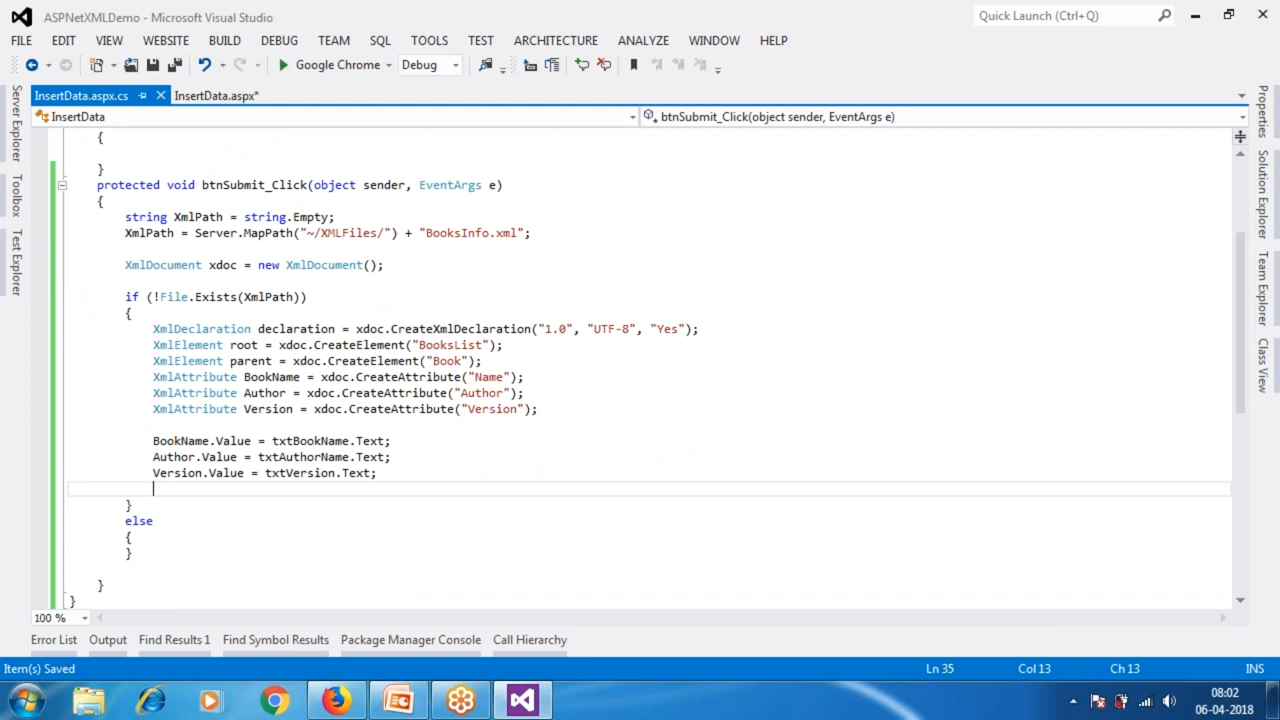 ASPNetXMLDemo - Microsoft Visual Studio
Quick Launch (Ctrl+Q)
FILE EDIT VIEW WEBSITE BUILD DEBUG TEAM SQL TOOLS TEST ARCHITECTURE ANALYZE WINDOW HELP
Google Chrome Debug
InsertData.aspx.cs InsertData.aspx*
InsertData btnSubmit_Click(object sender, EventArgs e)
Server Explorer
Toolbox
Test Explorer
{
}
protected void btnSubmit_Click(object sender, EventArgs e)
{
string XmlPath = string.Empty;
XmlPath = Server.MapPath("~/XMLFiles/") + "BooksInfo.xml";
XmlDocument xdoc = new XmlDocument();
if (!File.Exists(XmlPath))
{
XmlDeclaration declaration = xdoc.CreateXmlDeclaration("1.0", "UTF-8", "Yes");
XmlElement root = xdoc.CreateElement("BooksList");
XmlElement parent = xdoc.CreateElement("Book");
XmlAttribute BookName = xdoc.CreateAttribute("Name");
XmlAttribute Author = xdoc.CreateAttribute("Author");
XmlAttribute Version = xdoc.CreateAttribute("Version");
BookName.Value = txtBookName.Text;
Author.Value = txtAuthorName.Text;
Version.Value = txtVersion.Text;
}
else
{
}
}
}
Properties
Solution Explorer
Team Explorer
Class View
100 %
Error List Output Find Results 1 Find Symbol Results Package Manager Console Call Hierarchy
Item(s) Saved Ln 35 Col 13 Ch 13 INS
08:02
06-04-2018